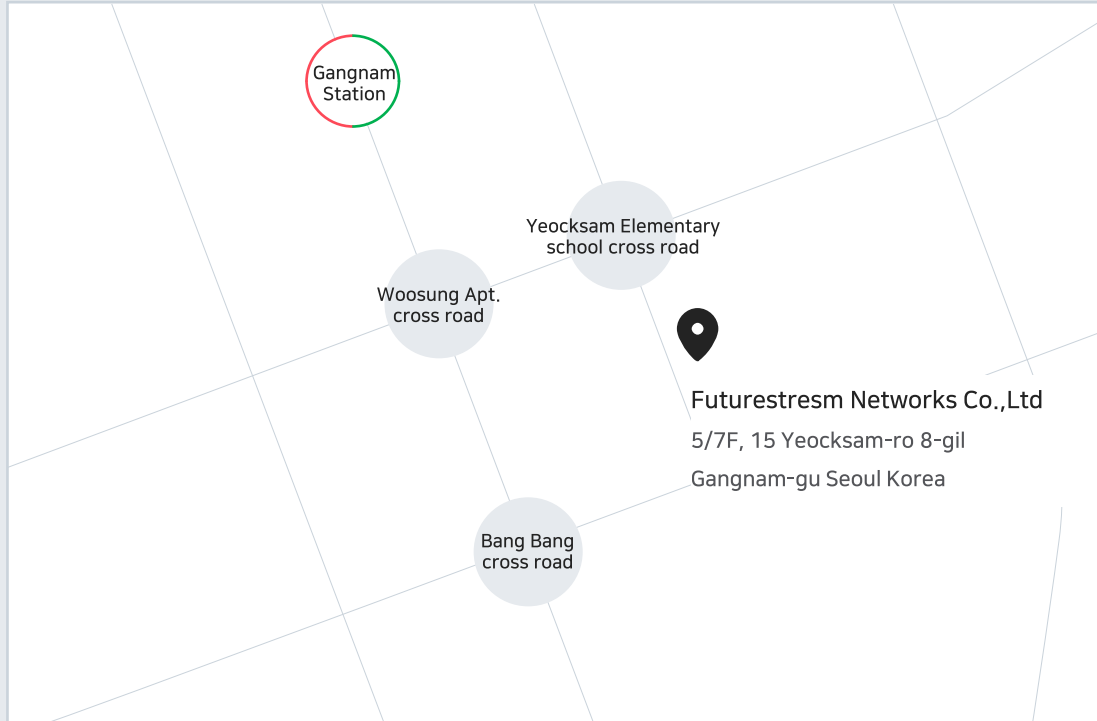 Gangnam
Station
Yeocksam Elementary
school cross road
Woosung Apt.
cross road
Futurestresm Networks Co.,Ltd
5/7F, 15 Yeocksam-ro 8-gil
Gangnam-gu Seoul Korea
Bang Bang
cross road